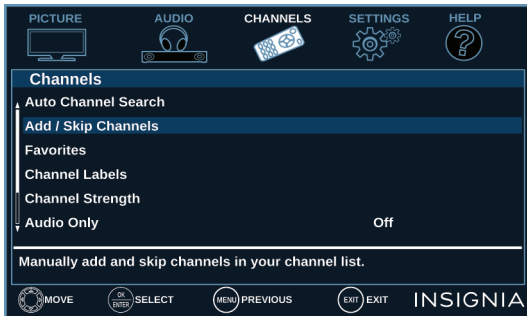 PICTURE AUDIO CHANNELS SETTINGS HELP
Channels
Auto Channel Search
Add / Skip Channels
Favorites
Channel Labels
Channel Strength
Audio Only Off
Manually add and skip channels in your channel list.
MOVE OK ENTER SELECT MENU PREVIOUS EXIT EXIT INSIGNIA